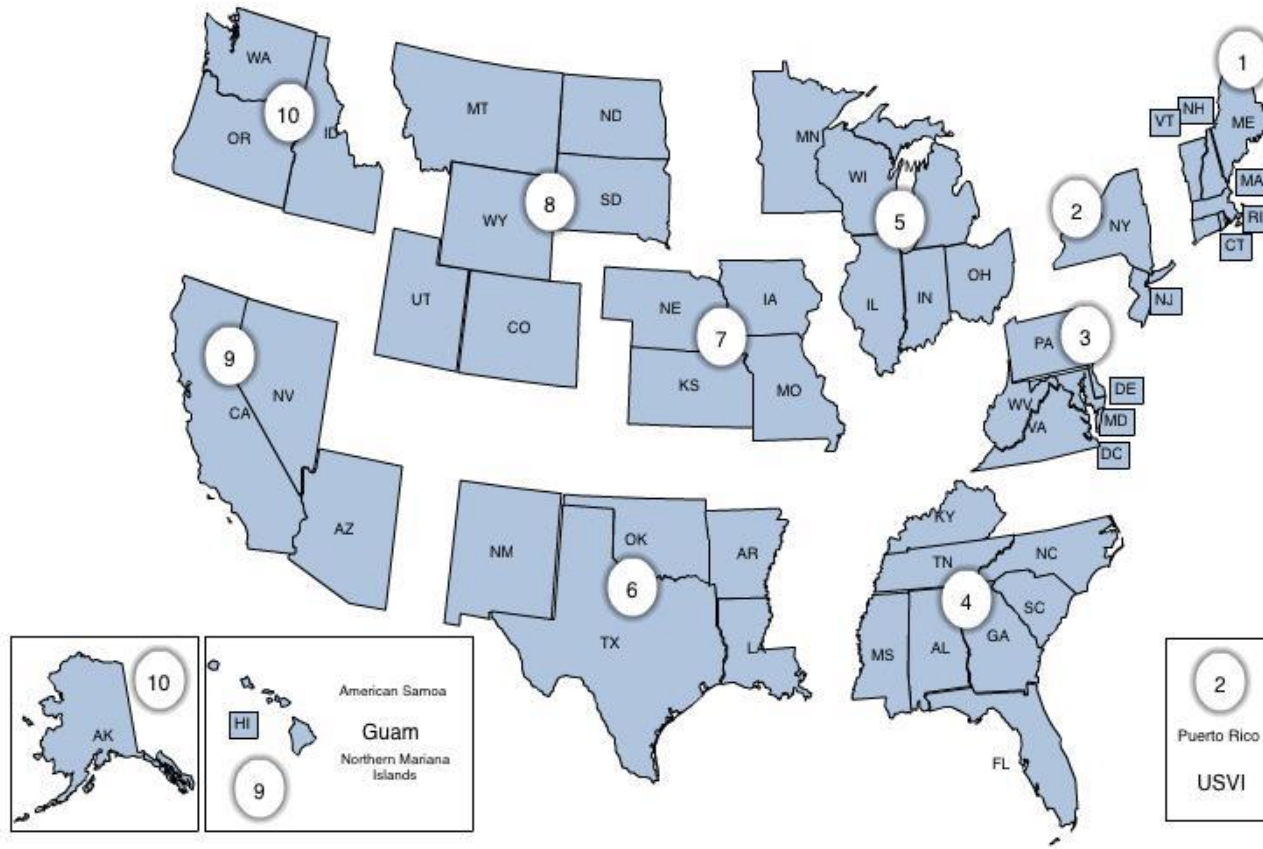 WA
10
OR
ID
MT
ND
SD
8
WY
UT
CO
MN
WI
MI
5
IL
IN
OH
1
NH
VT
ME
MA
RI
CT
2
NY
NJ
9
NV
CA
AZ
NE
IA
7
KS
MO
PA
3
DE
WV
MD
VA
DC
NM
OK
AR
6
TX
LA
KY
TN
NC
4
SC
MS
AL
GA
FL
10
AK
American Samoa
HI
Guam
Northern Mariana
Islands
9
2
Puerto Rico
USVI